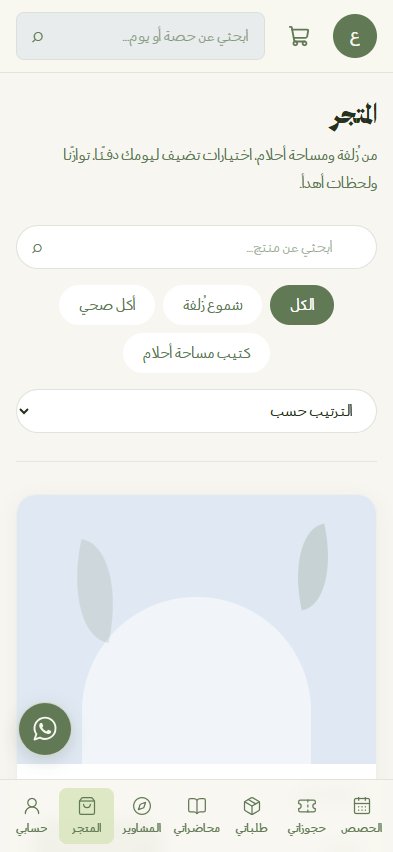 ع
ابحثي عن حصة أو يوم...
المتجر
من زُلفة ومساحة أحلام. اختيارات تضيف ليومك دفئًا، توازنًا
ولحظات أهدأ.
ابحثي عن منتج...
الكل
شموع زُلفة
أكل صحي
كتيب مساحة أحلام
الترتيب حسب
الحصص
حجوزاتي
طلباتي
محاضراتي
المشاوير
المتجر
حسابي